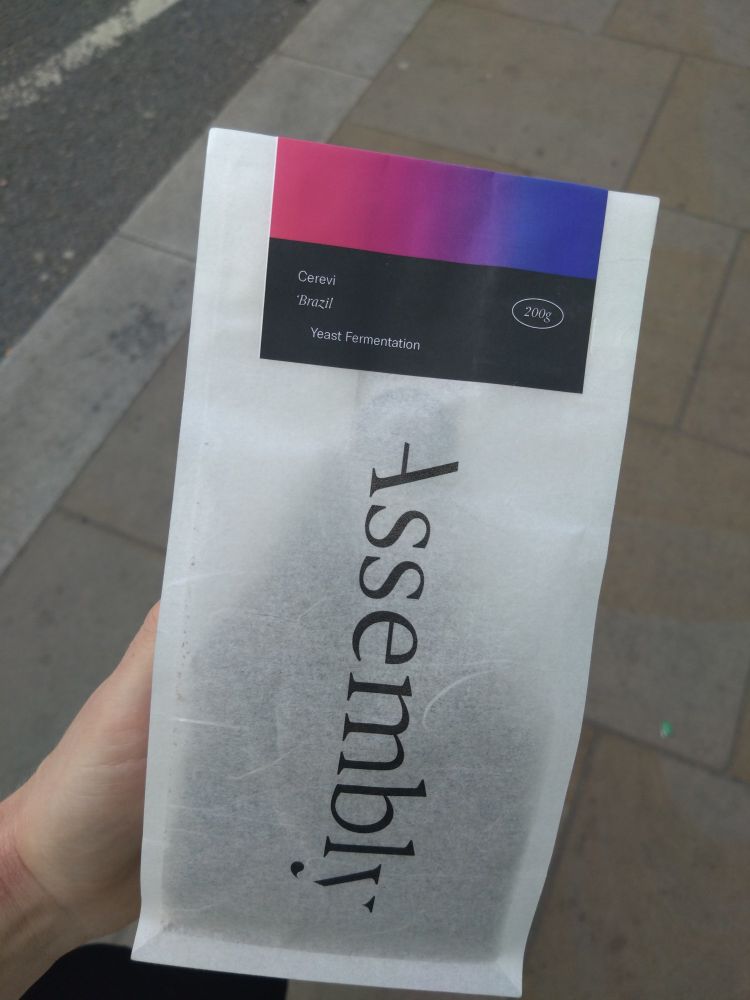 Cerevi
Brazil
200g
Yeast Fermentation
Assembly